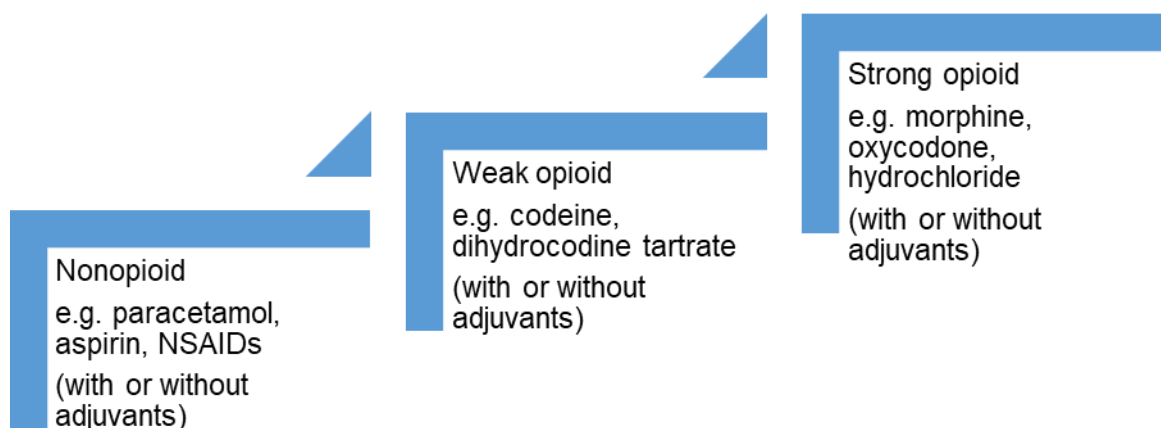 Nonopioid
e.g. paracetamol,
aspirin, NSAIDs
(with or without
adjuvants)
Weak opioid
e.g. codeine,
dihydrocodine tartrate
(with or without
adjuvants)
Strong opioid
e.g. morphine,
oxycodone,
hydrochloride
(with or without
adjuvants)